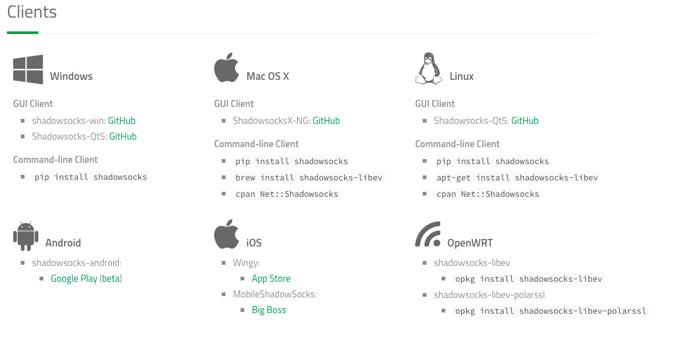 Clients
Windows
GUI Client
shadowsocks-win: GitHub
Shadowsocks-Qt5: GitHub
Command-line Client
pip install shadowsocks
Mac OS X
GUI Client
ShadowsocksX-NG: GitHub
Command-line Client
pip install shadowsocks
brew install shadowsocks-libev
cpan Net::Shadowsocks
Linux
GUI Client
Shadowsocks-Qt5: GitHub
Command-line Client
pip install shadowsocks
apt-get install shadowsocks-libev
cpan Net::Shadowsocks
Android
shadowsocks-android:
Google Play (beta)
iOS
Wingy:
App Store
MobileShadowSocks:
Big Boss
OpenWRT
shadowsocks-libev
opkg install shadowsocks-libev
shadowsocks-libev-polarssl
opkg install shadowsocks-libev-polarssl